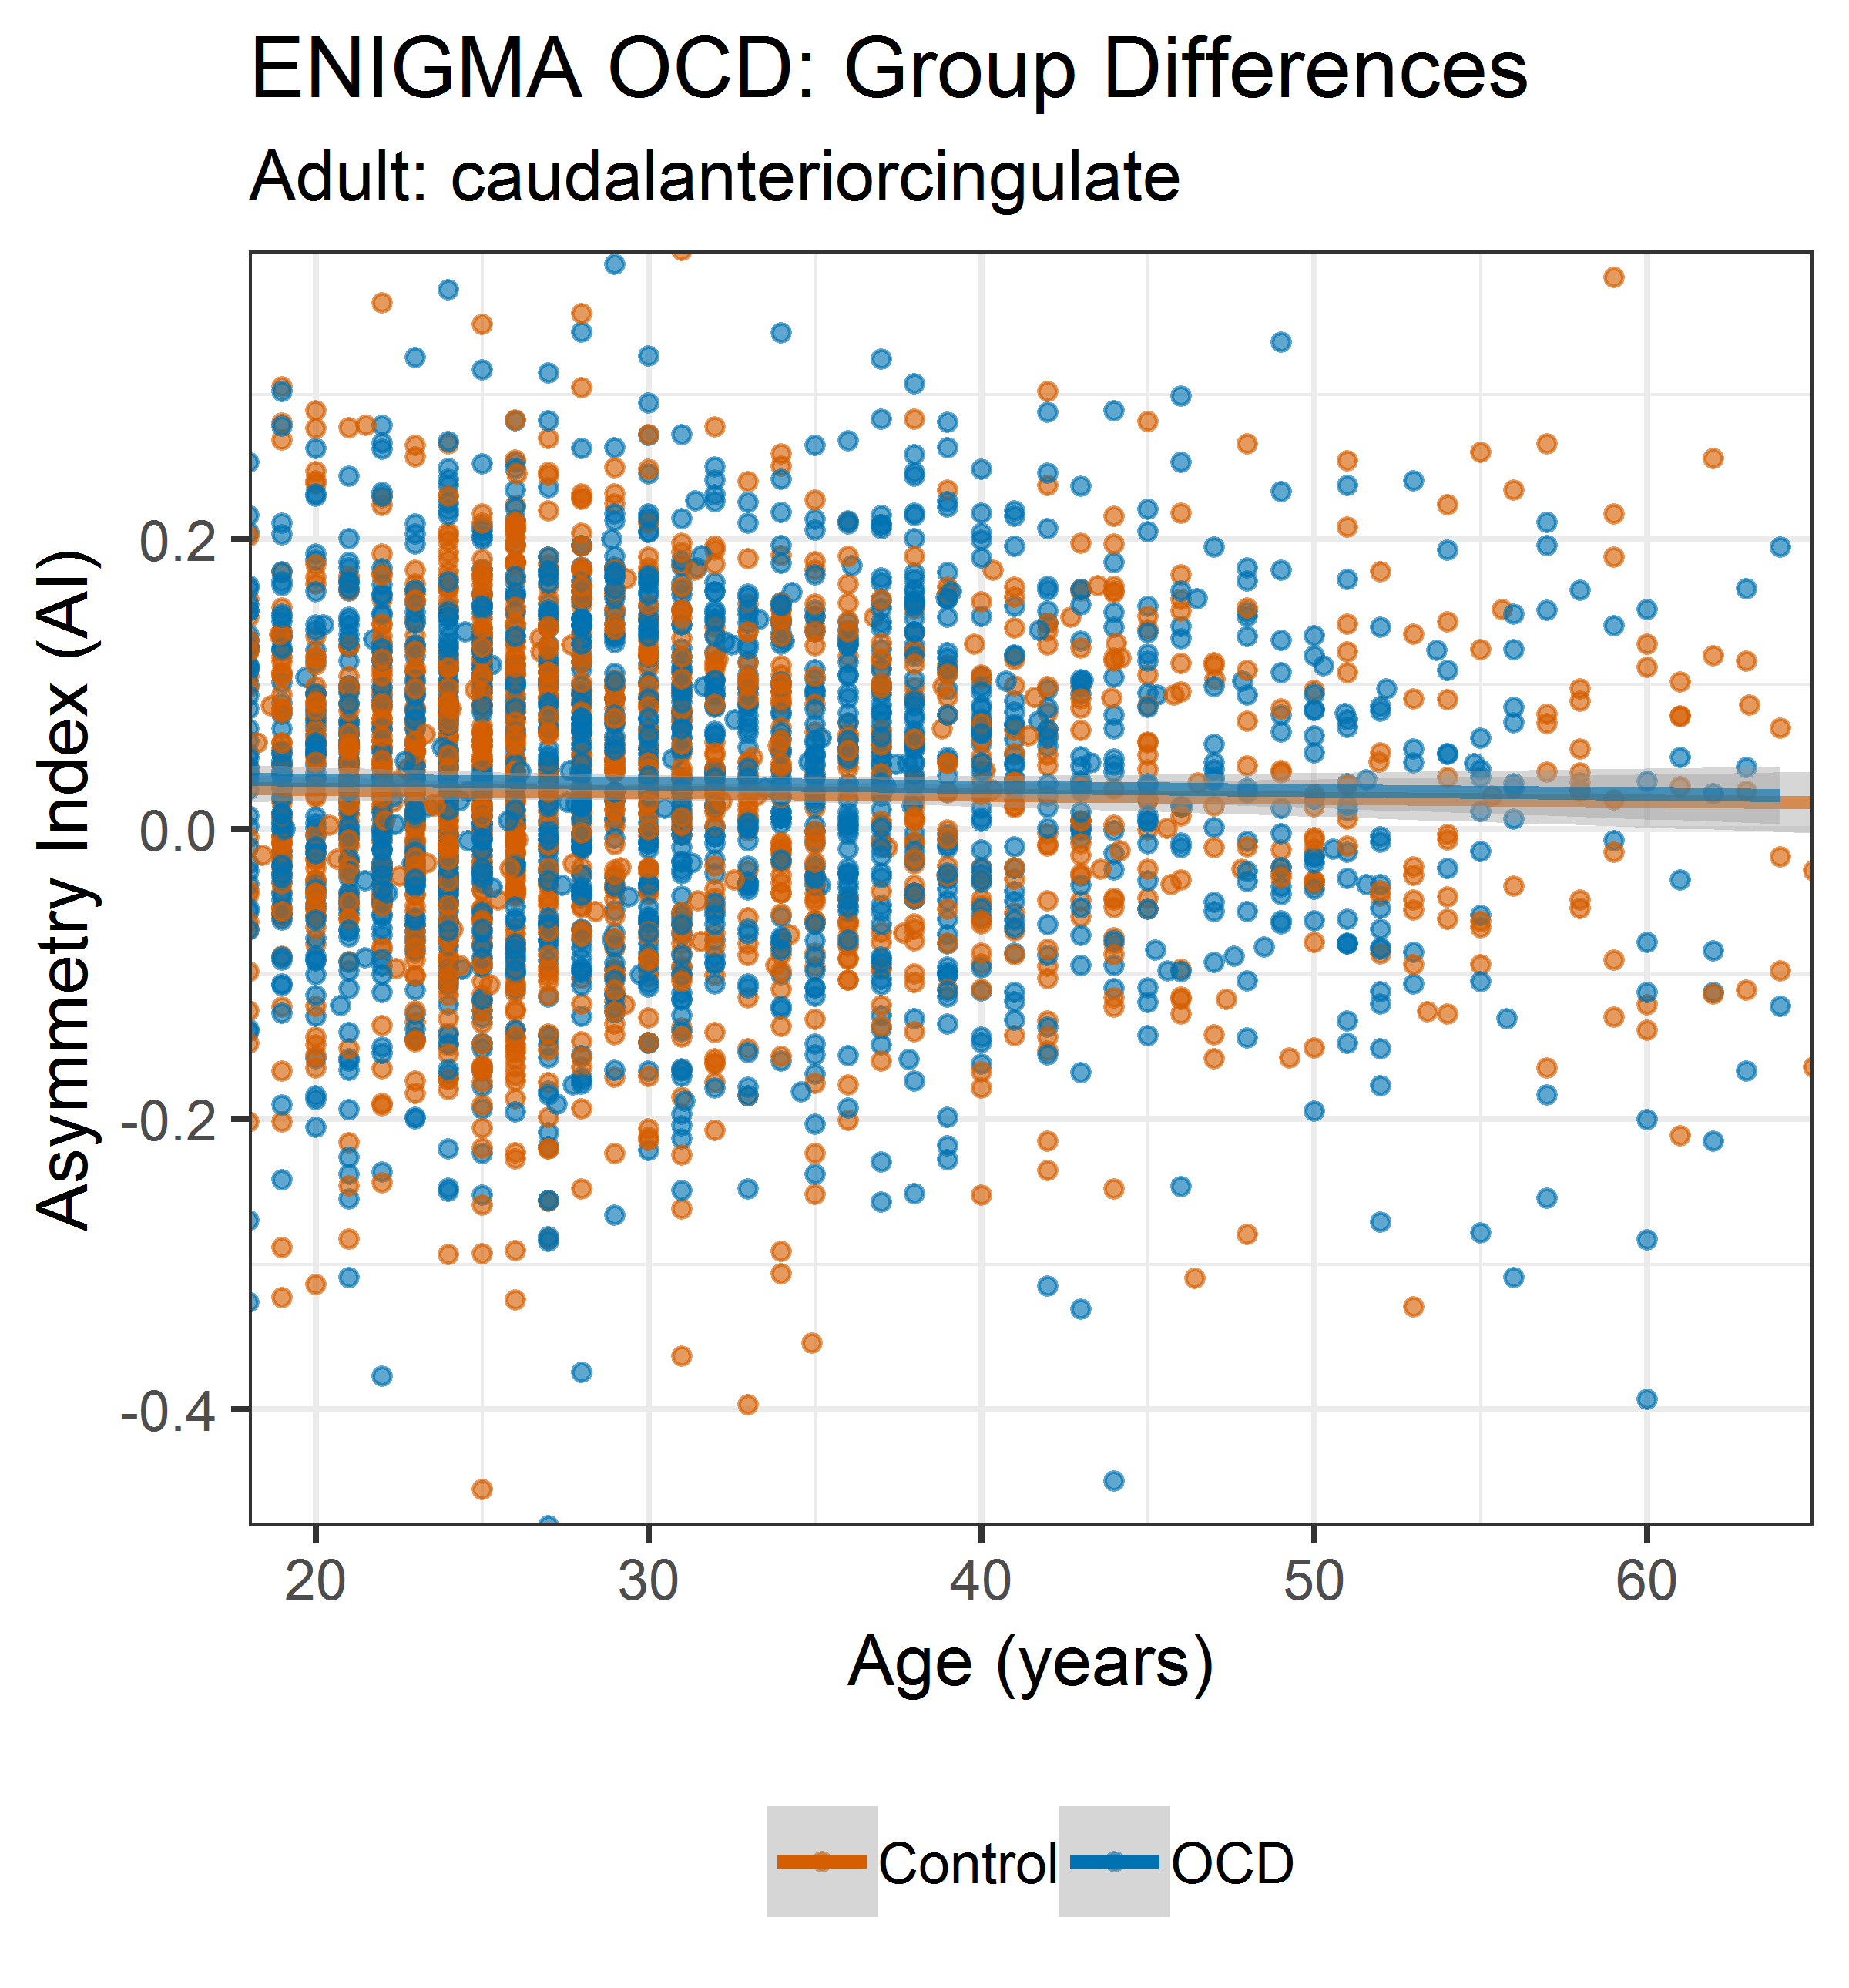 ENIGMA OCD: Group Differences
Adult: caudalanteriorcingulate
Asymmetry Index (AI)
0.2
0.0
-0.2
-0.4
20 30 40 50 60
Age (years)
Control OCD